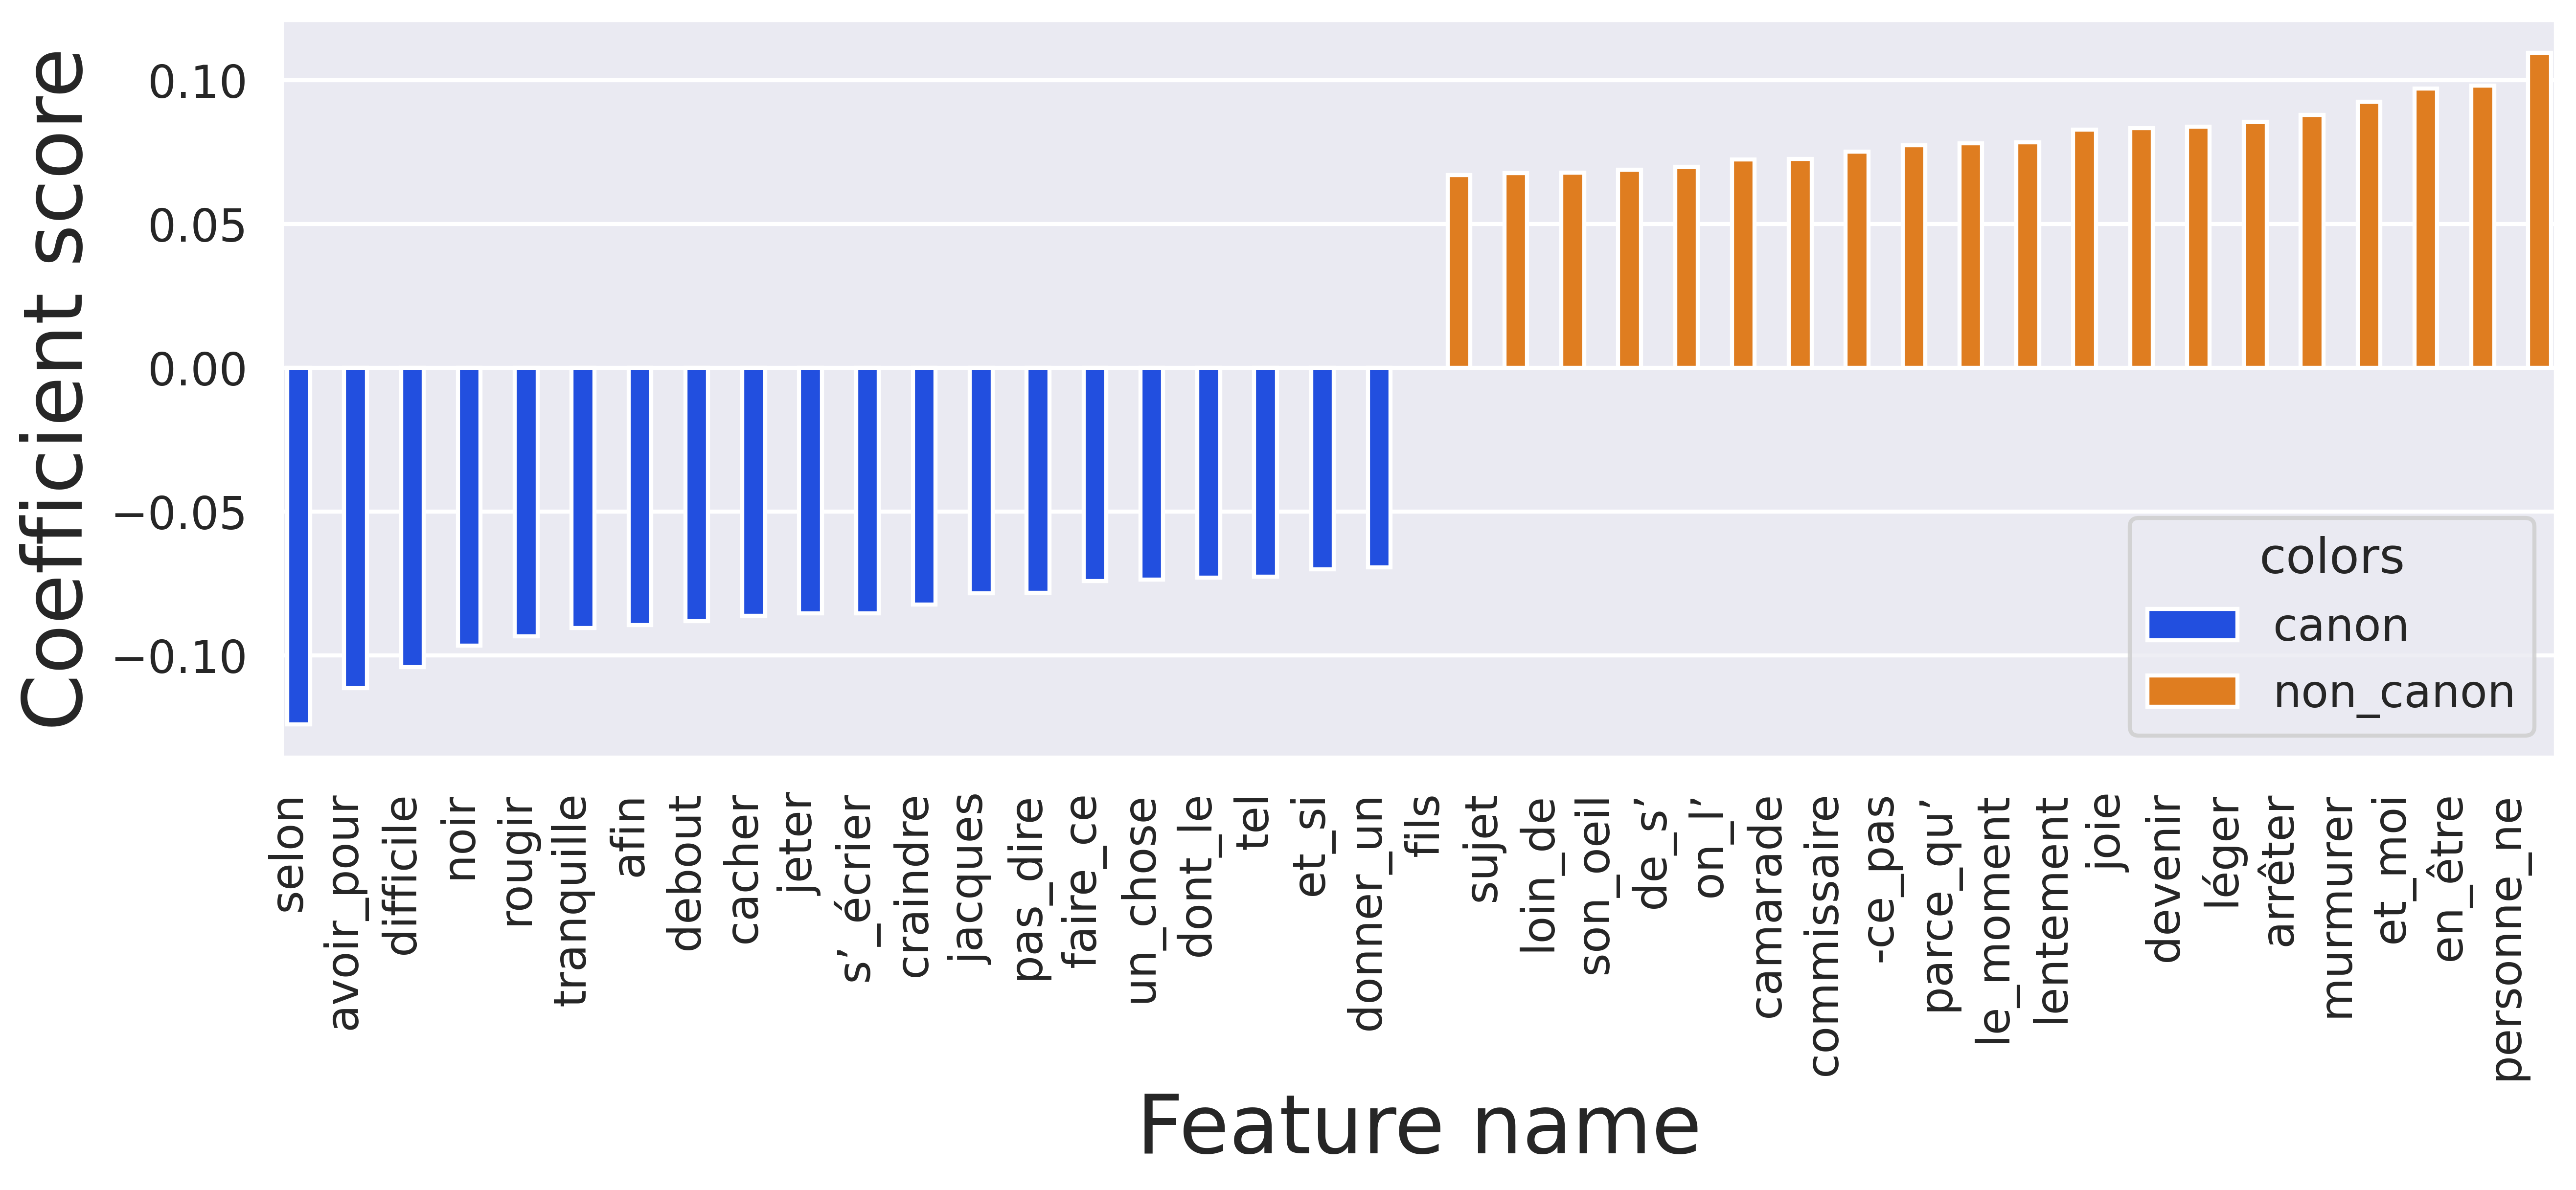 Coefficient score
0.10
0.05
0.00
−0.05
−0.10
colors
canon
non_canon
selon
avoir_pour
difficile
noir
rougir
tranquille
afin
debout
cacher
jeter
s’_écrier
craindre
jacques
pas_dire
faire_ce
un_chose
dont_le
tel
et_si
donner_un
fils
sujet
loin_de
son_oeil
de_s’
on_l’
camarade
commissaire
-ce_pas
parce_qu’
le_moment
lentement
joie
devenir
léger
arrêter
murmurer
et_moi
en_être
personne_ne
Feature name